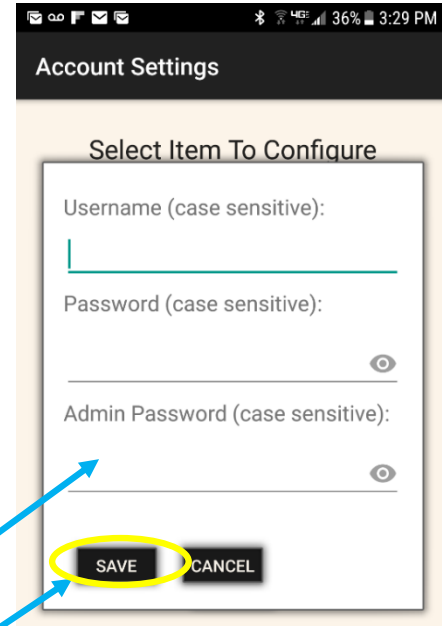 36% 3:29 PM
Account Settings
Select Item To Configure
Username (case sensitive):
Password (case sensitive):
Admin Password (case sensitive):
SAVE CANCEL